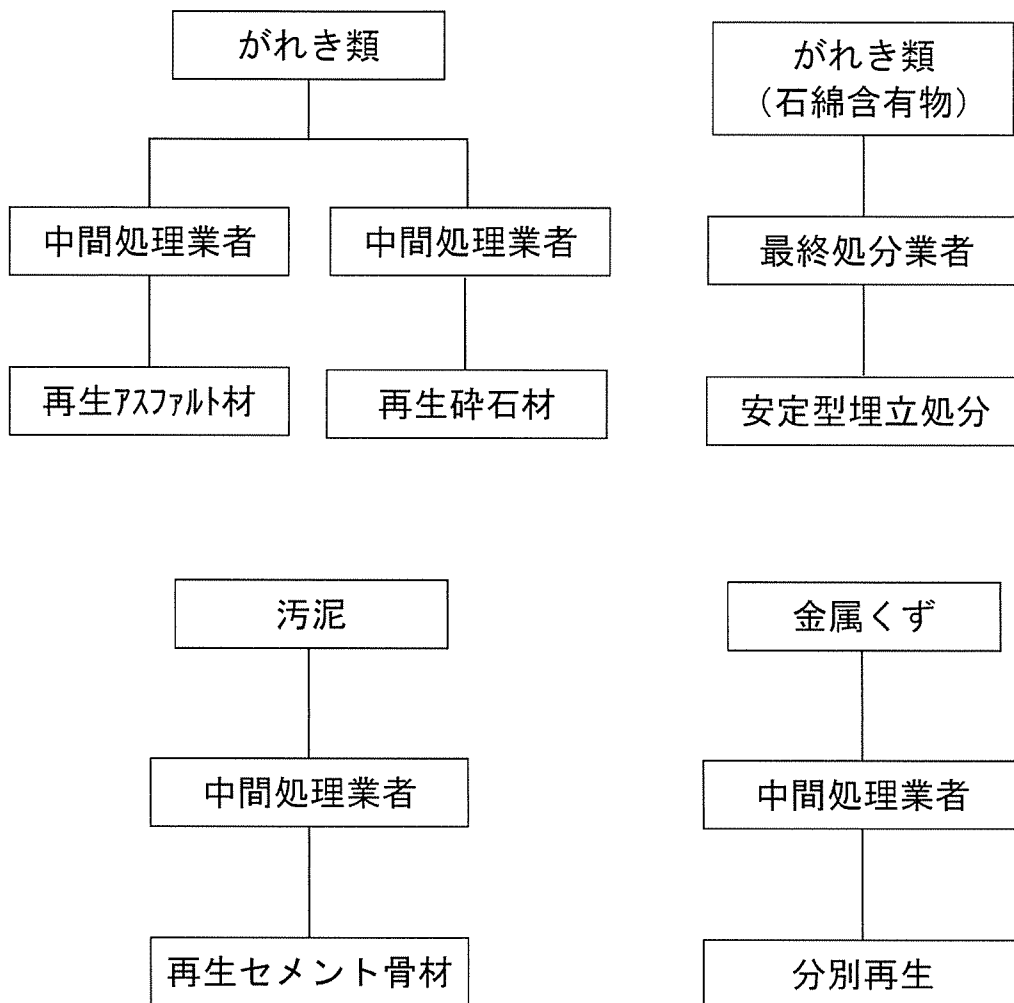 がれき類
中間処理業者
中間処理業者
再生ｱｽﾌｧﾙﾄ材
再生砕石材
がれき類
（石綿含有物）
最終処分業者
安定型埋立処分
汚泥
中間処理業者
再生セメント骨材
金属くず
中間処理業者
分別再生